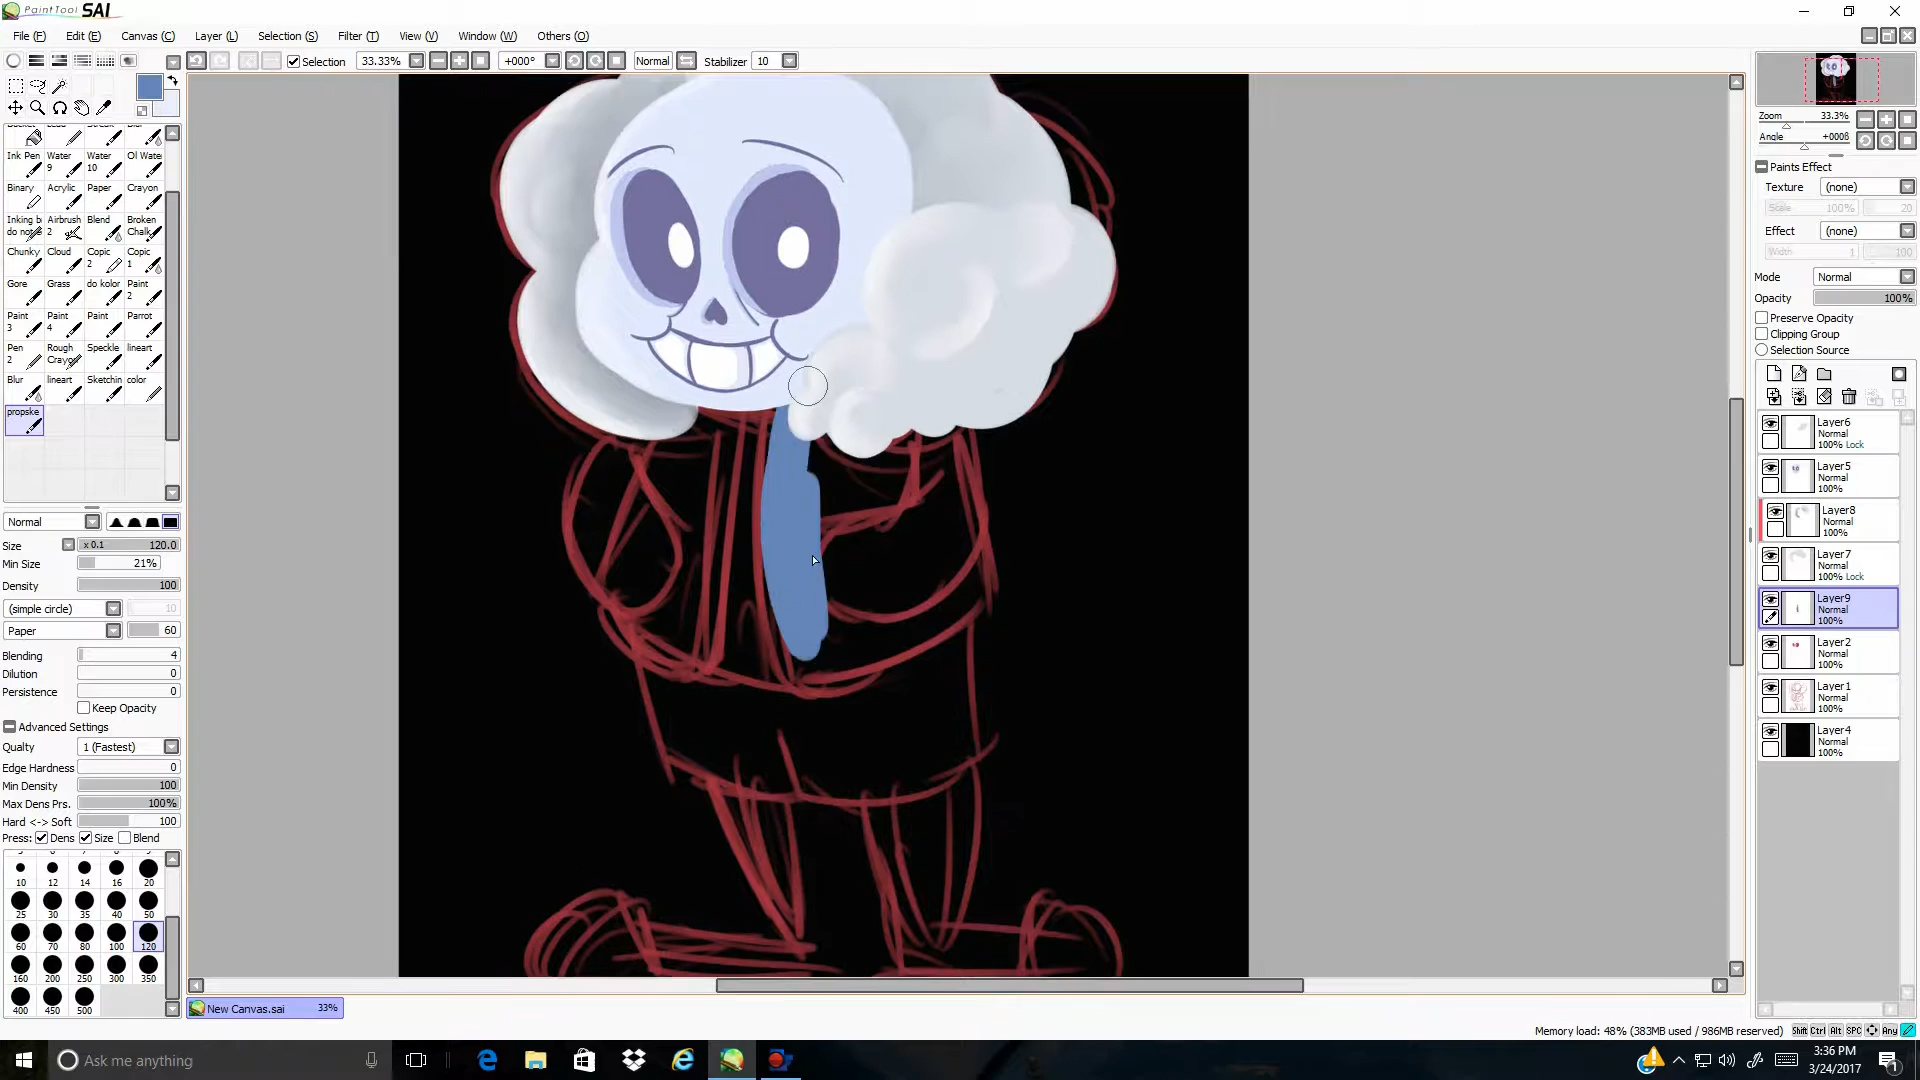 PaintTool SAI
File (F) Edit (E) Canvas (C) Layer (L) Selection (S) Filter (T) View (V) Window (W) Others (O)
Selection 33.33% +000° Normal Stabilizer 10
Ink Pen Water 9 Water 10 Ol Wate
Binary Acrylic Paper Crayon
Inking b do not s Airbrush 2 Blend Broken Chalk
Chunky Cloud Copic 2 Copic 1
Gore Grass do kolor Paint 2
Paint 3 Paint 4 Paint Parrot
Pen 2 Rough Crayon Speckle lineart
Blur lineart Sketchin color
propske
Normal
Size x 0.1 120.0
Min Size 21%
Density 100
(simple circle) 10
Paper 60
Blending 4
Dilution 0
Persistence 0
Keep Opacity
Advanced Settings
Qualty 1 (Fastest)
Edge Hardness 0
Min Density 100
Max Dens Prs. 100%
Hard <-> Soft 100
Press: Dens Size Blend
10 12 14 16 20
25 30 35 40 50
60 70 80 100 120
160 200 250 300 350
400 450 500
Zoom 33.3%
Angle +000ß
Paints Effect
Texture (none)
Scale 100% 20
Effect (none)
Width 1 100
Mode Normal
Opacity 100%
Preserve Opacity
Clipping Group
Selection Source
Layer6
Normal
100% Lock
Layer5
Normal
100%
Layer8
Normal
100%
Layer7
Normal
100% Lock
Layer9
Normal
100%
Layer2
Normal
100%
Layer1
Normal
100%
Layer4
Normal
100%
New Canvas.sai 33%
Memory load: 48% (383MB used / 986MB reserved) Shift Ctrl Alt SPC Any
Ask me anything
3:36 PM
3/24/2017
1